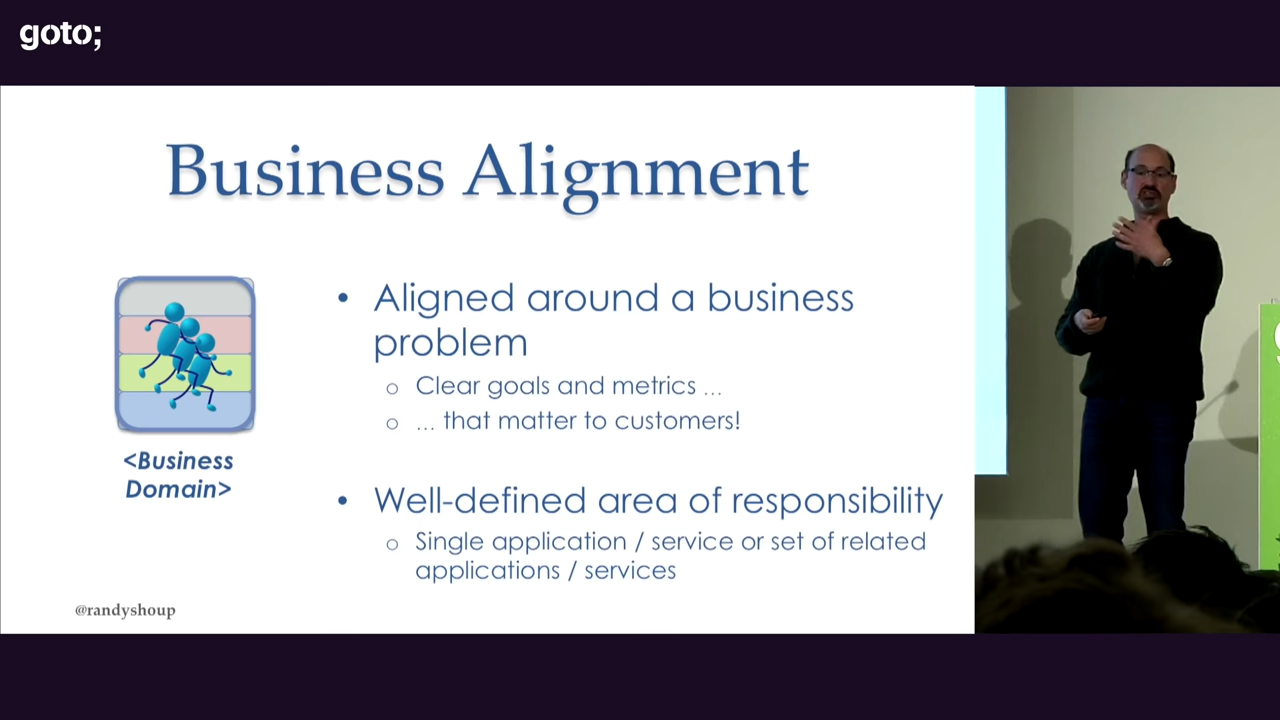 goto;
Business Alignment
• Aligned around a business
problem
o Clear goals and metrics ...
o ... that matter to customers!
<Business
Domain>
• Well-defined area of responsibility
o Single application / service or set of related
applications / services
@randyshoup